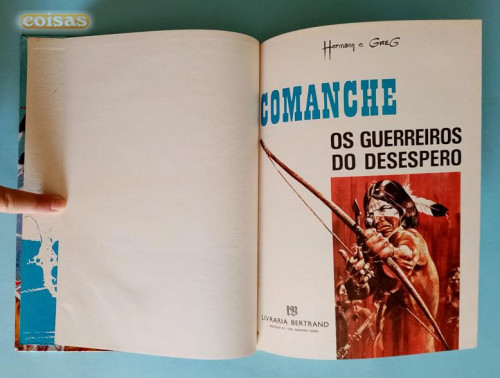 coisas
Hermann e GREG
COMANCHE
OS GUERREIROS
DO DESESPERO
LIVRARIA BERTRAND